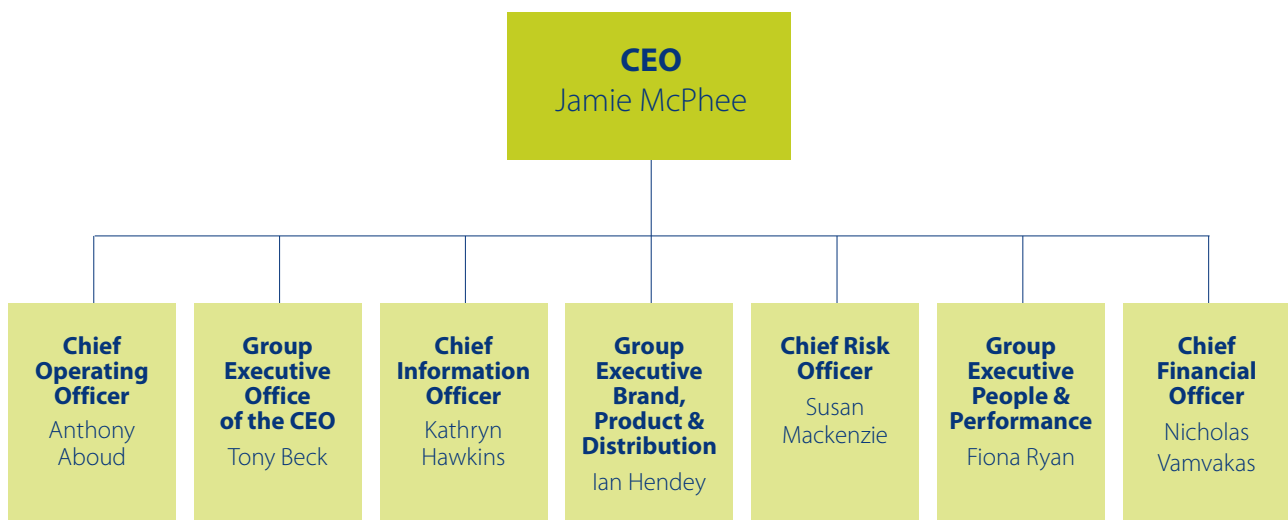 CEO
Jamie McPhee
Chief
Operating
Officer
Anthony
Aboud
Group
Executive
Office
of the CEO
Tony Beck
Chief
Information
Officer
Kathryn
Hawkins
Group
Executive
Brand,
Product &
Distribution
Ian Hendey
Chief Risk
Officer
Susan
Mackenzie
Group
Executive
People &
Performance
Fiona Ryan
Chief
Financial
Officer
Nicholas
Vamvakas